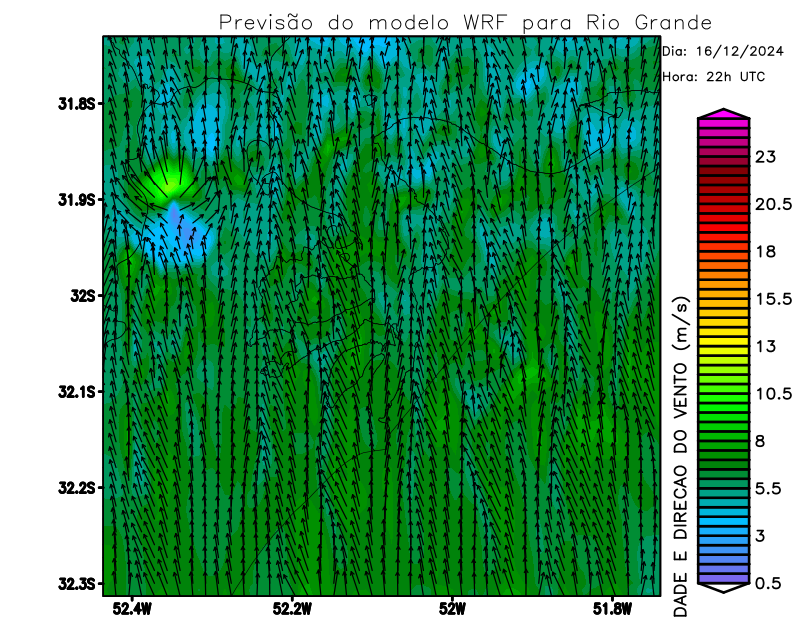 Previsão do modelo WRF para Rio Grande
Dia: 16/12/2024
Hora: 22h UTC
31.8S
31.9S
32S
32.1S
32.2S
32.3S
52.4W
52.2W
52W
51.8W
23
20.5
18
15.5
13
10.5
8
5.5
3
0.5
DADE E DIRECAO DO VENTO (m/s)